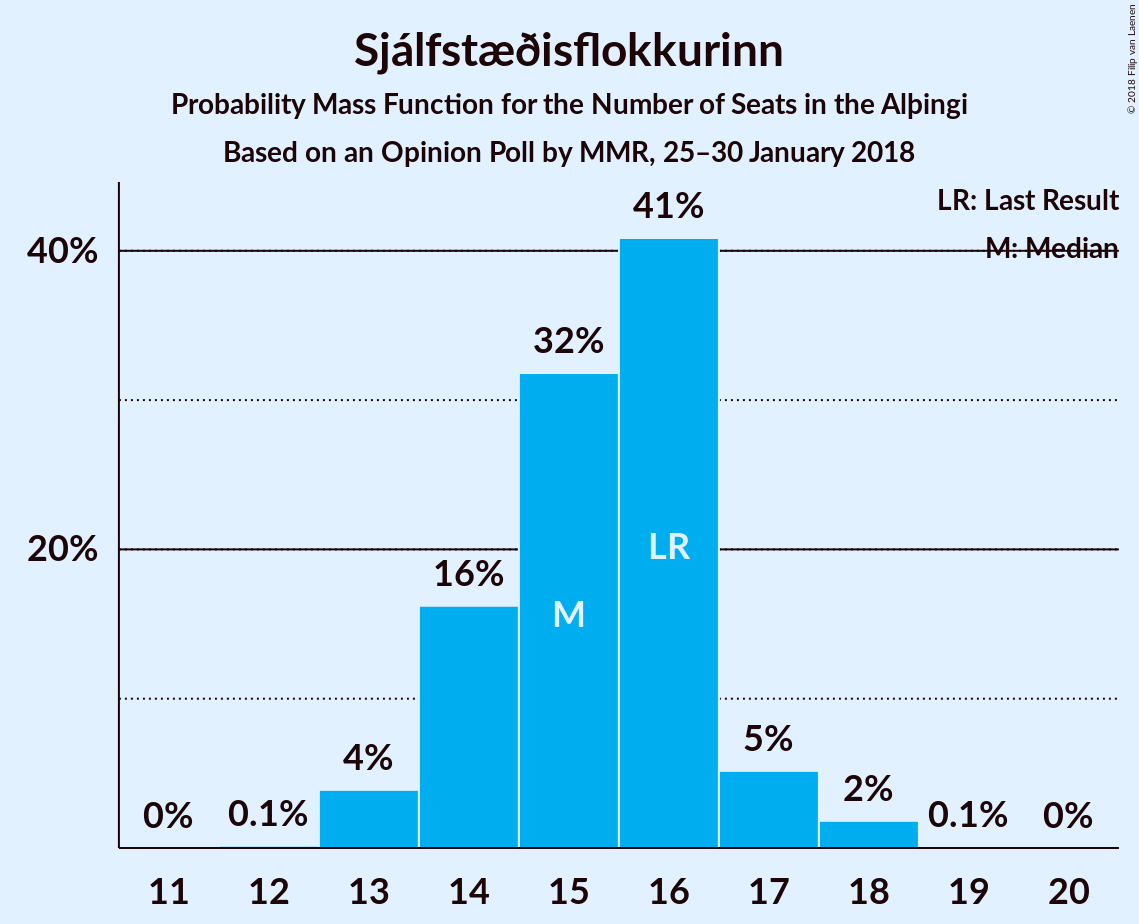 Sjálfstæðisflokkurinn
Probability Mass Function for the Number of Seats in the Alþingi
Based on an Opinion Poll by MMR, 25–30 January 2018
© 2018 Filip van Laenen
LR: Last Result
M: Median
40%
20%
0%
0.1%
4%
16%
32%
41%
5%
2%
0.1%
0%
M
LR
11 12 13 14 15 16 17 18 19 20